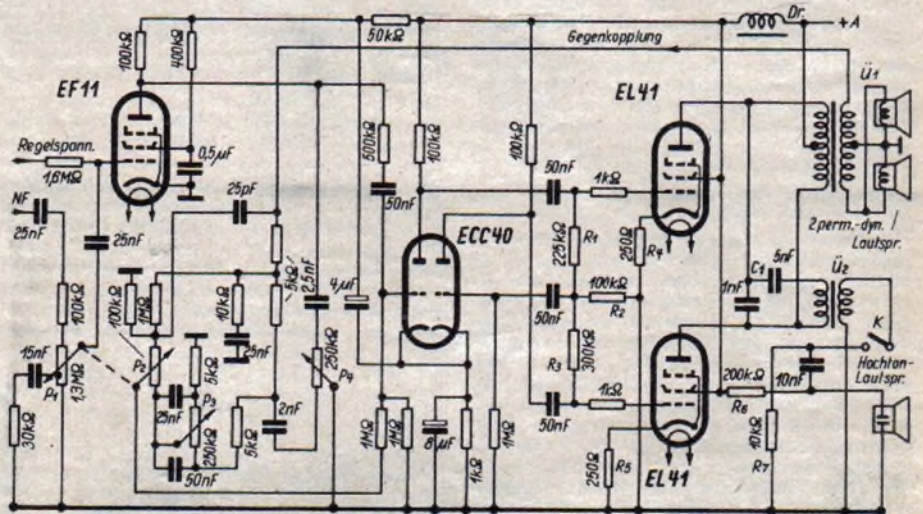 50kΩ
Dr.
+A
100kΩ
400kΩ
Gegenkopplung
Ü1
EF11
EL41
Regelspann.
1,6MΩ
0,5µF
500kΩ
100kΩ
100kΩ
50nF
50nF
1kΩ
25pF
NF
25nF
25nF
ECC40
225kΩ
R1
250Ω
R4
2 perm.-dyn.
Lautspr.
5kΩ
2,5nF
4µF
C1
5nF
Ü2
1nF
100kΩ
100kΩ
1MΩ
10kΩ
25nF
50nF
100kΩ
R2
R3
300kΩ
K
Hochton-
Lautspr.
15nF
P1
1,3MΩ
P2
5kΩ
250kΩ
P4
10nF
200kΩ
R6
25nF
P3
2nF
1kΩ
50nF
30kΩ
250kΩ
50nF
5kΩ
1MΩ
1MΩ
8µF
1kΩ
1MΩ
250Ω
R5
EL41
10kΩ
R7